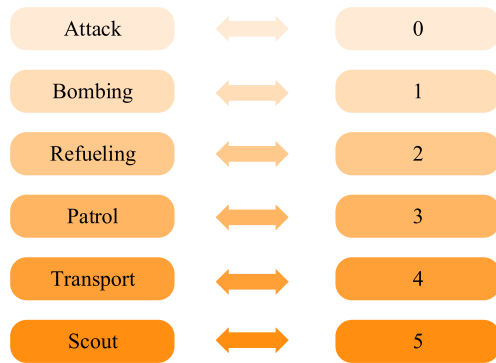 Attack 0
Bombing 1
Refueling 2
Patrol 3
Transport 4
Scout 5